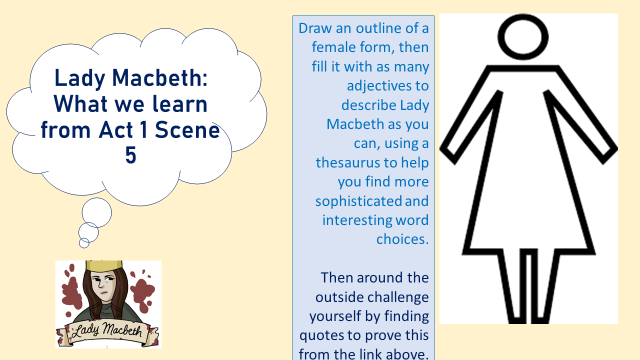 Lady Macbeth:
What we learn
from Act 1 Scene
5
Draw an outline of a
female form, then
fill it with as many
adjectives to
describe Lady
Macbeth as you
can, using a
thesaurus to help
you find more
sophisticated and
interesting word
choices.
Then around the
outside challenge
yourself by finding
quotes to prove this
from the link above.
Lady Macbeth